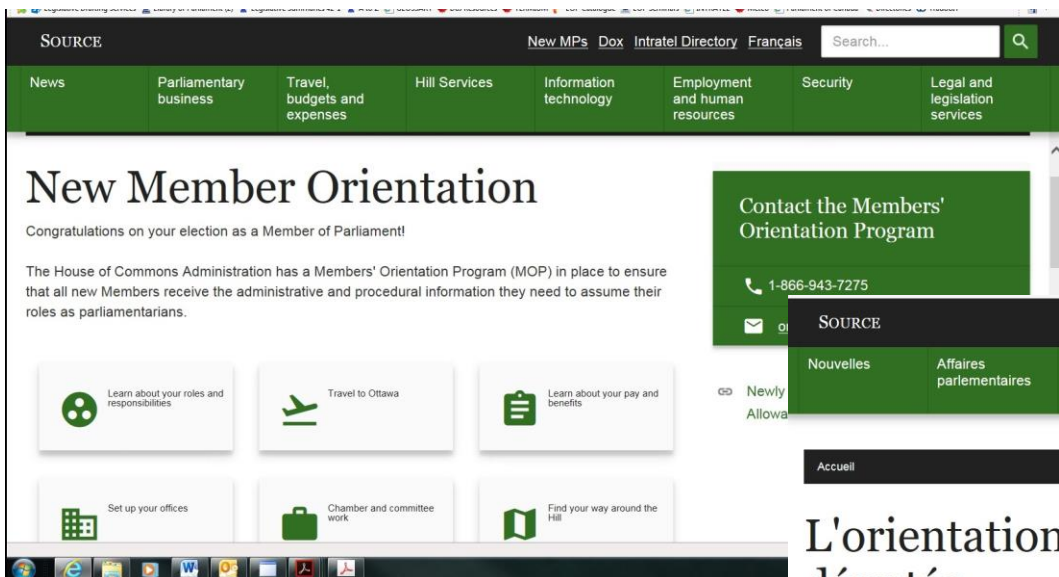 SOURCE
New MPs Dox Intratel Directory Français Search...
News
Parliamentary
business
Travel,
budgets and
expenses
Hill Services
Information
technology
Employment
and human
resources
Security
Legal and
legislation
services
New Member Orientation
Congratulations on your election as a Member of Parliament!
The House of Commons Administration has a Members' Orientation Program (MOP) in place to ensure
that all new Members receive the administrative and procedural information they need to assume their
roles as parliamentarians.
Learn about your roles and
responsibilities
Travel to Ottawa
Learn about your pay and
benefits
Set up your offices
Chamber and committee
work
Find your way around the
Hill
Contact the Members'
Orientation Program
1-866-943-7275
Newly
SOURCE
Nouvelles
Affaires
parlementaires
Accueil
L'orientation